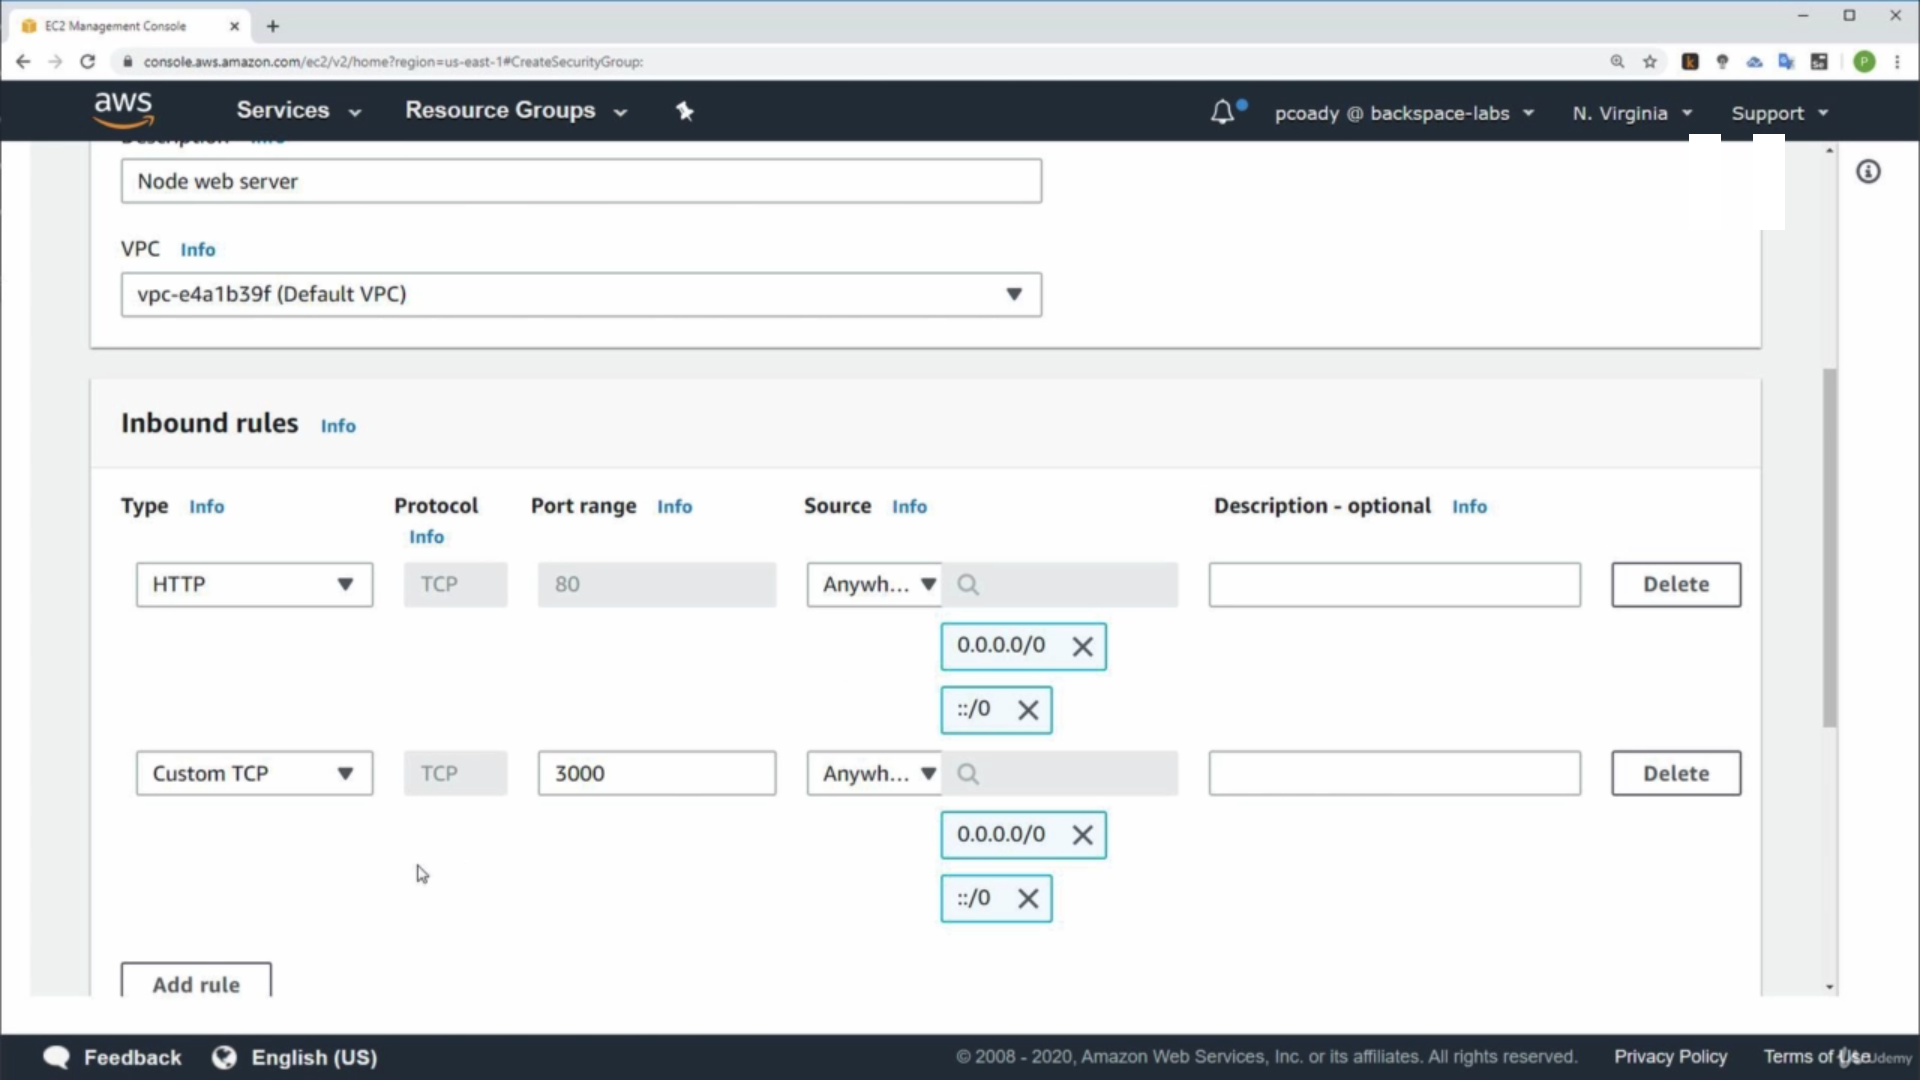 EC2 Management Console
console.aws.amazon.com/ec2/v2/home?region=us-east-1#CreateSecurityGroup:
P
aws
Services
Resource Groups
pcoady @ backspace-labs
N. Virginia
Support
Description - Info
Node web server
VPC Info
vpc-e4a1b39f (Default VPC)
Inbound rules Info
Type Info
Protocol Info
Port range Info
Source Info
Description - optional Info
HTTP
TCP
80
Anywh...
Delete
0.0.0.0/0
::/0
Custom TCP
TCP
3000
Anywh...
Delete
0.0.0.0/0
::/0
Add rule
Feedback
English (US)
© 2008 - 2020, Amazon Web Services, Inc. or its affiliates. All rights reserved.
Privacy Policy
Terms of Use
Udemy